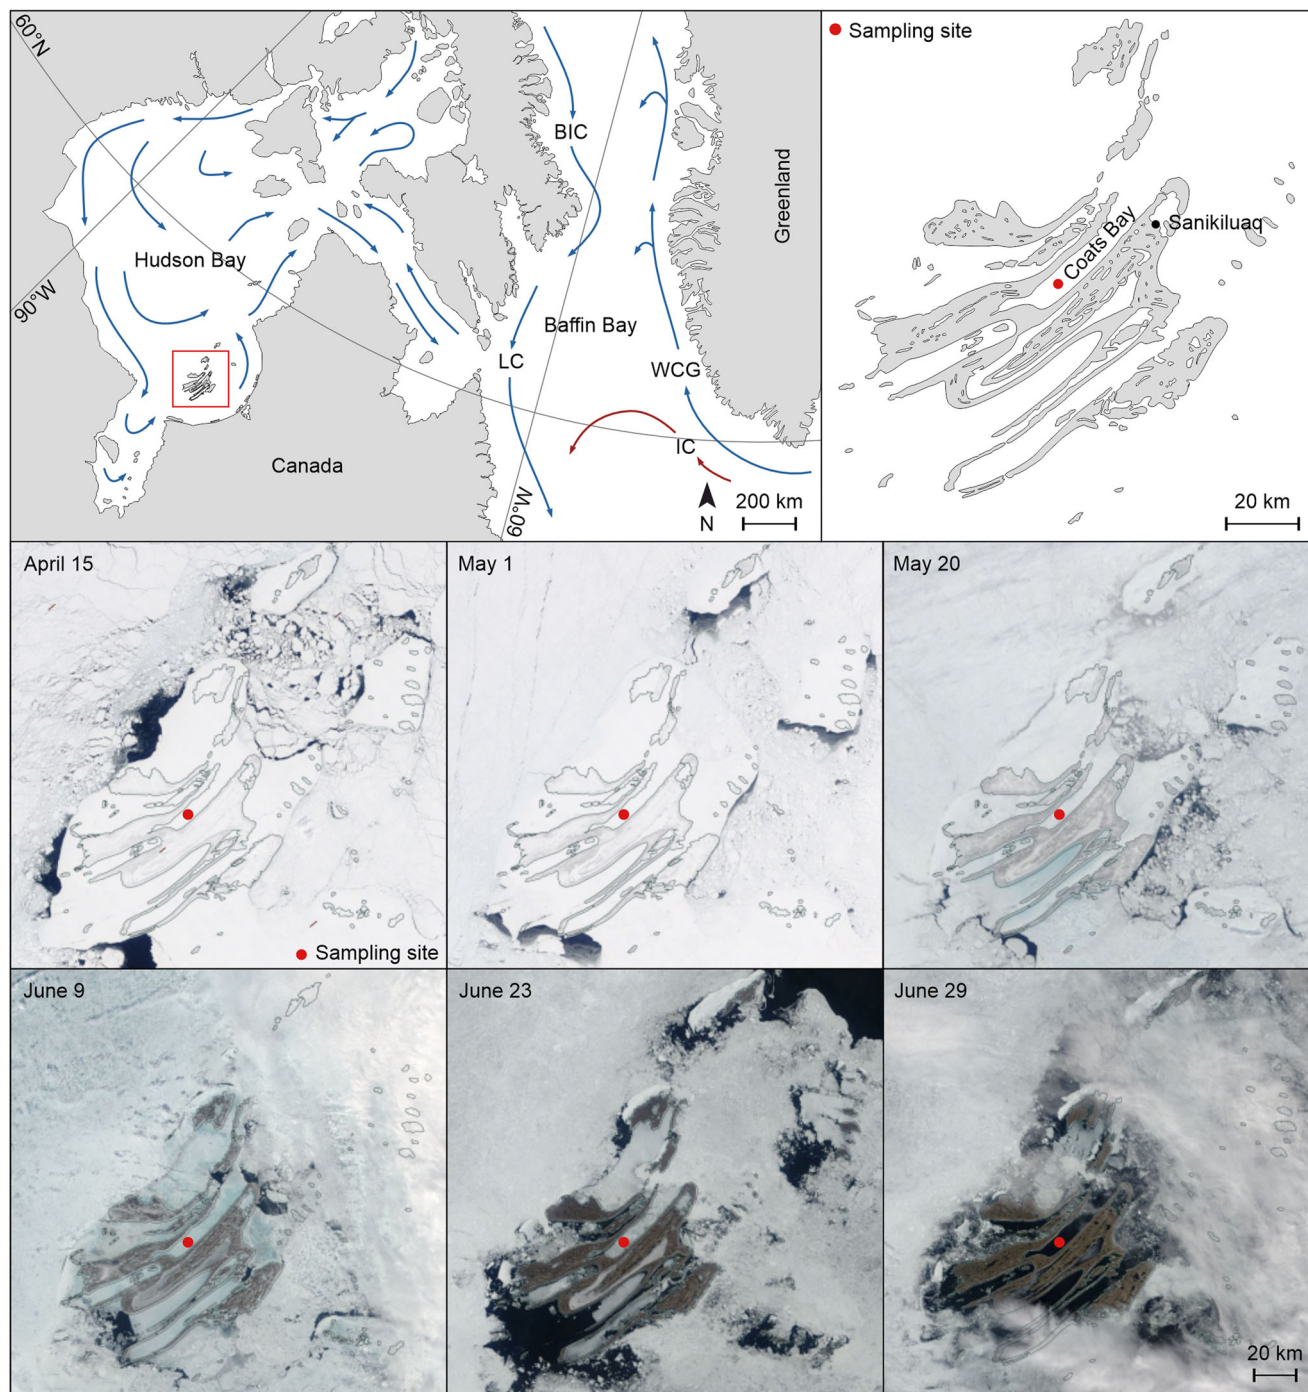 60°N
90°W
Hudson Bay
Canada
BIC
LC
Baffin Bay
WCG
IC
60°W
Greenland
N
200 km
Sampling site
Coats Bay
Sanikiluaq
20 km
April 15
Sampling site
May 1
May 20
June 9
June 23
June 29
20 km